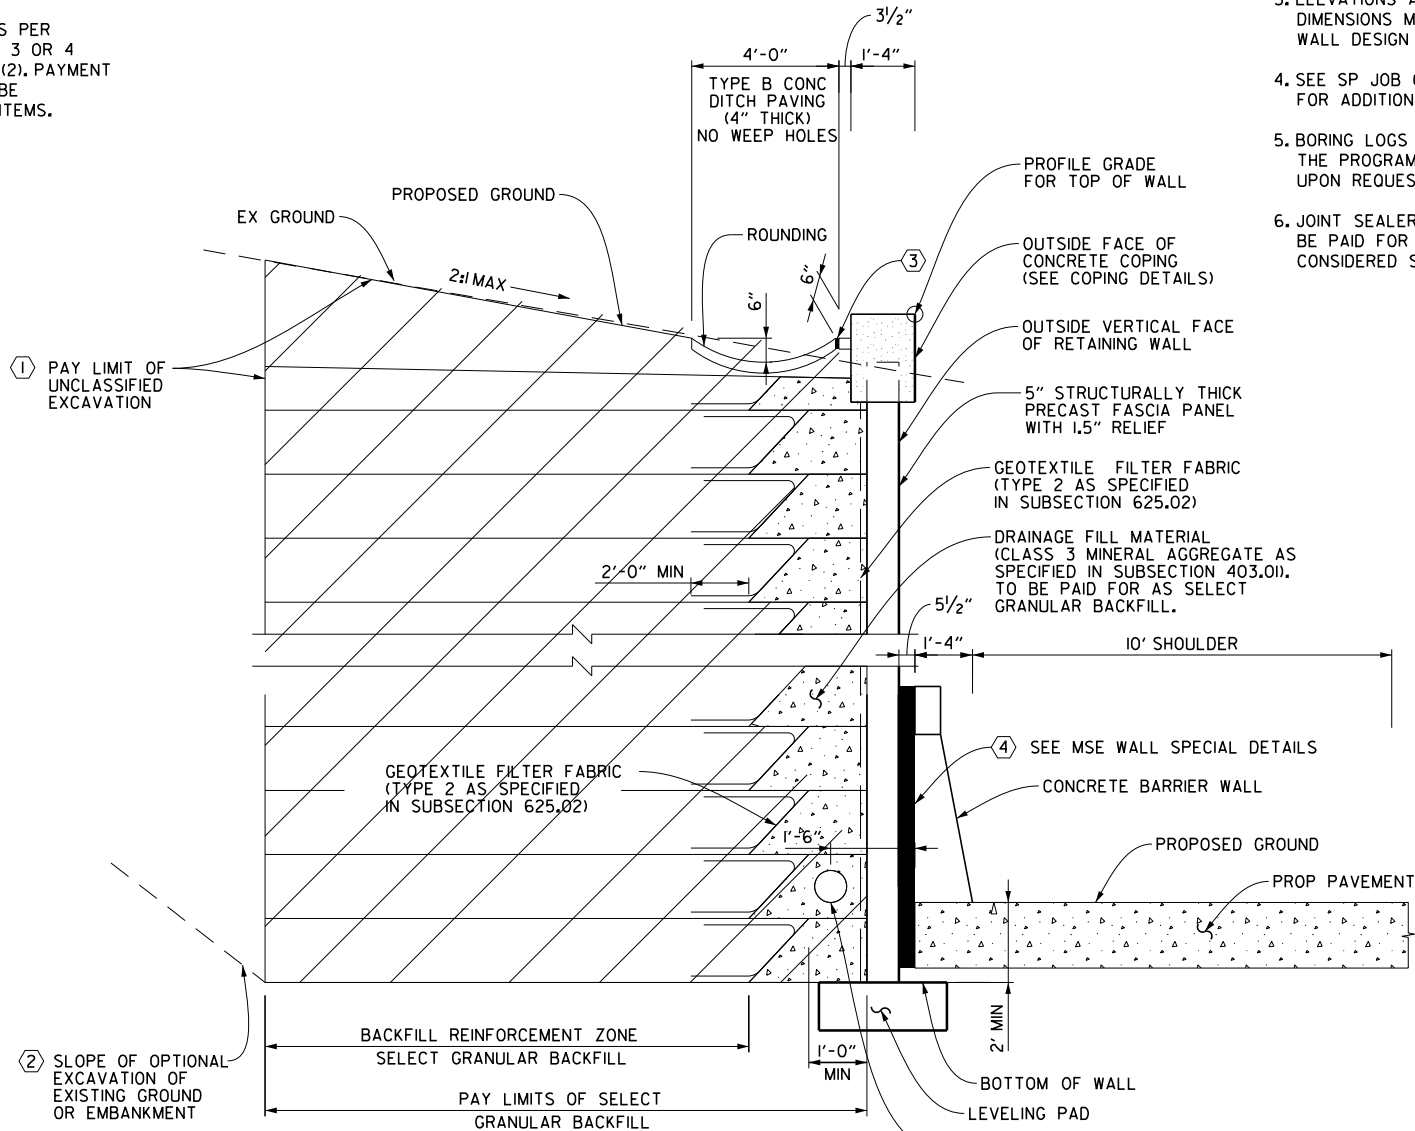 S PER
3 OR 4
(2). PAYMENT
BE
ITEMS.
3 1/2"
4'-0"
1'-4"
TYPE B CONC
DITCH PAVING
(4" THICK)
NO WEEP HOLES
DIMENSIONS M
WALL DESIGN
4. SEE SP JOB
FOR ADDITION
5. BORING LOGS
THE PROGRAM
UPON REQUES
6. JOINT SEALER
BE PAID FOR
CONSIDERED S
PROFILE GRADE
FOR TOP OF WALL
PROPOSED GROUND
EX GROUND
ROUNDING
3
OUTSIDE FACE OF
CONCRETE COPING
(SEE COPING DETAILS)
2:1 MAX
6"
6"
OUTSIDE VERTICAL FACE
OF RETAINING WALL
1 PAY LIMIT OF
UNCLASSIFIED
EXCAVATION
5" STRUCTURALLY THICK
PRECAST FASCIA PANEL
WITH 1.5" RELIEF
GEOTEXTILE FILTER FABRIC
(TYPE 2 AS SPECIFIED
IN SUBSECTION 625.02)
DRAINAGE FILL MATERIAL
(CLASS 3 MINERAL AGGREGATE AS
SPECIFIED IN SUBSECTION 403.01).
TO BE PAID FOR AS SELECT
GRANULAR BACKFILL.
2'-0" MIN
5 1/2"
1'-4"
10' SHOULDER
4 SEE MSE WALL SPECIAL DETAILS
GEOTEXTILE FILTER FABRIC
(TYPE 2 AS SPECIFIED
IN SUBSECTION 625.02)
CONCRETE BARRIER WALL
1'-6"
PROPOSED GROUND
PROP PAVEMENT
2' MIN
BACKFILL REINFORCEMENT ZONE
SELECT GRANULAR BACKFILL
1'-0"
MIN
2 SLOPE OF OPTIONAL
EXCAVATION OF
EXISTING GROUND
OR EMBANKMENT
PAY LIMITS OF SELECT
GRANULAR BACKFILL
BOTTOM OF WALL
LEVELING PAD